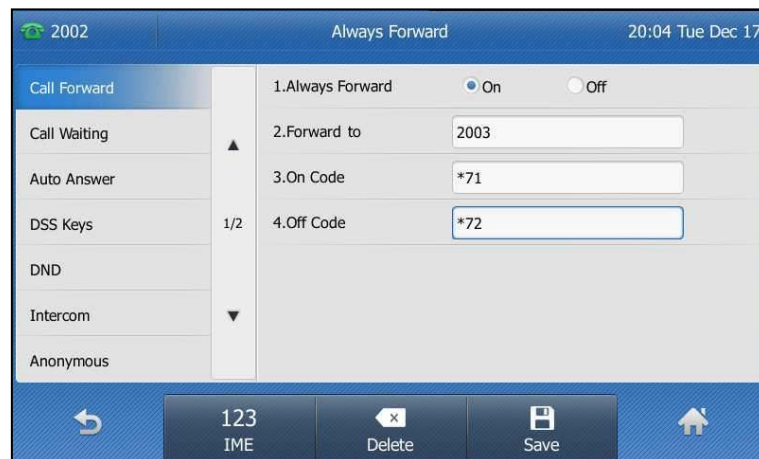 2002 Always Forward 20:04 Tue Dec 17
Call Forward
Call Waiting
Auto Answer
DSS Keys
DND
Intercom
Anonymous
1/2
1.Always Forward On Off
2.Forward to 2003
3.On Code *71
4.Off Code *72
123
IME
Delete
Save